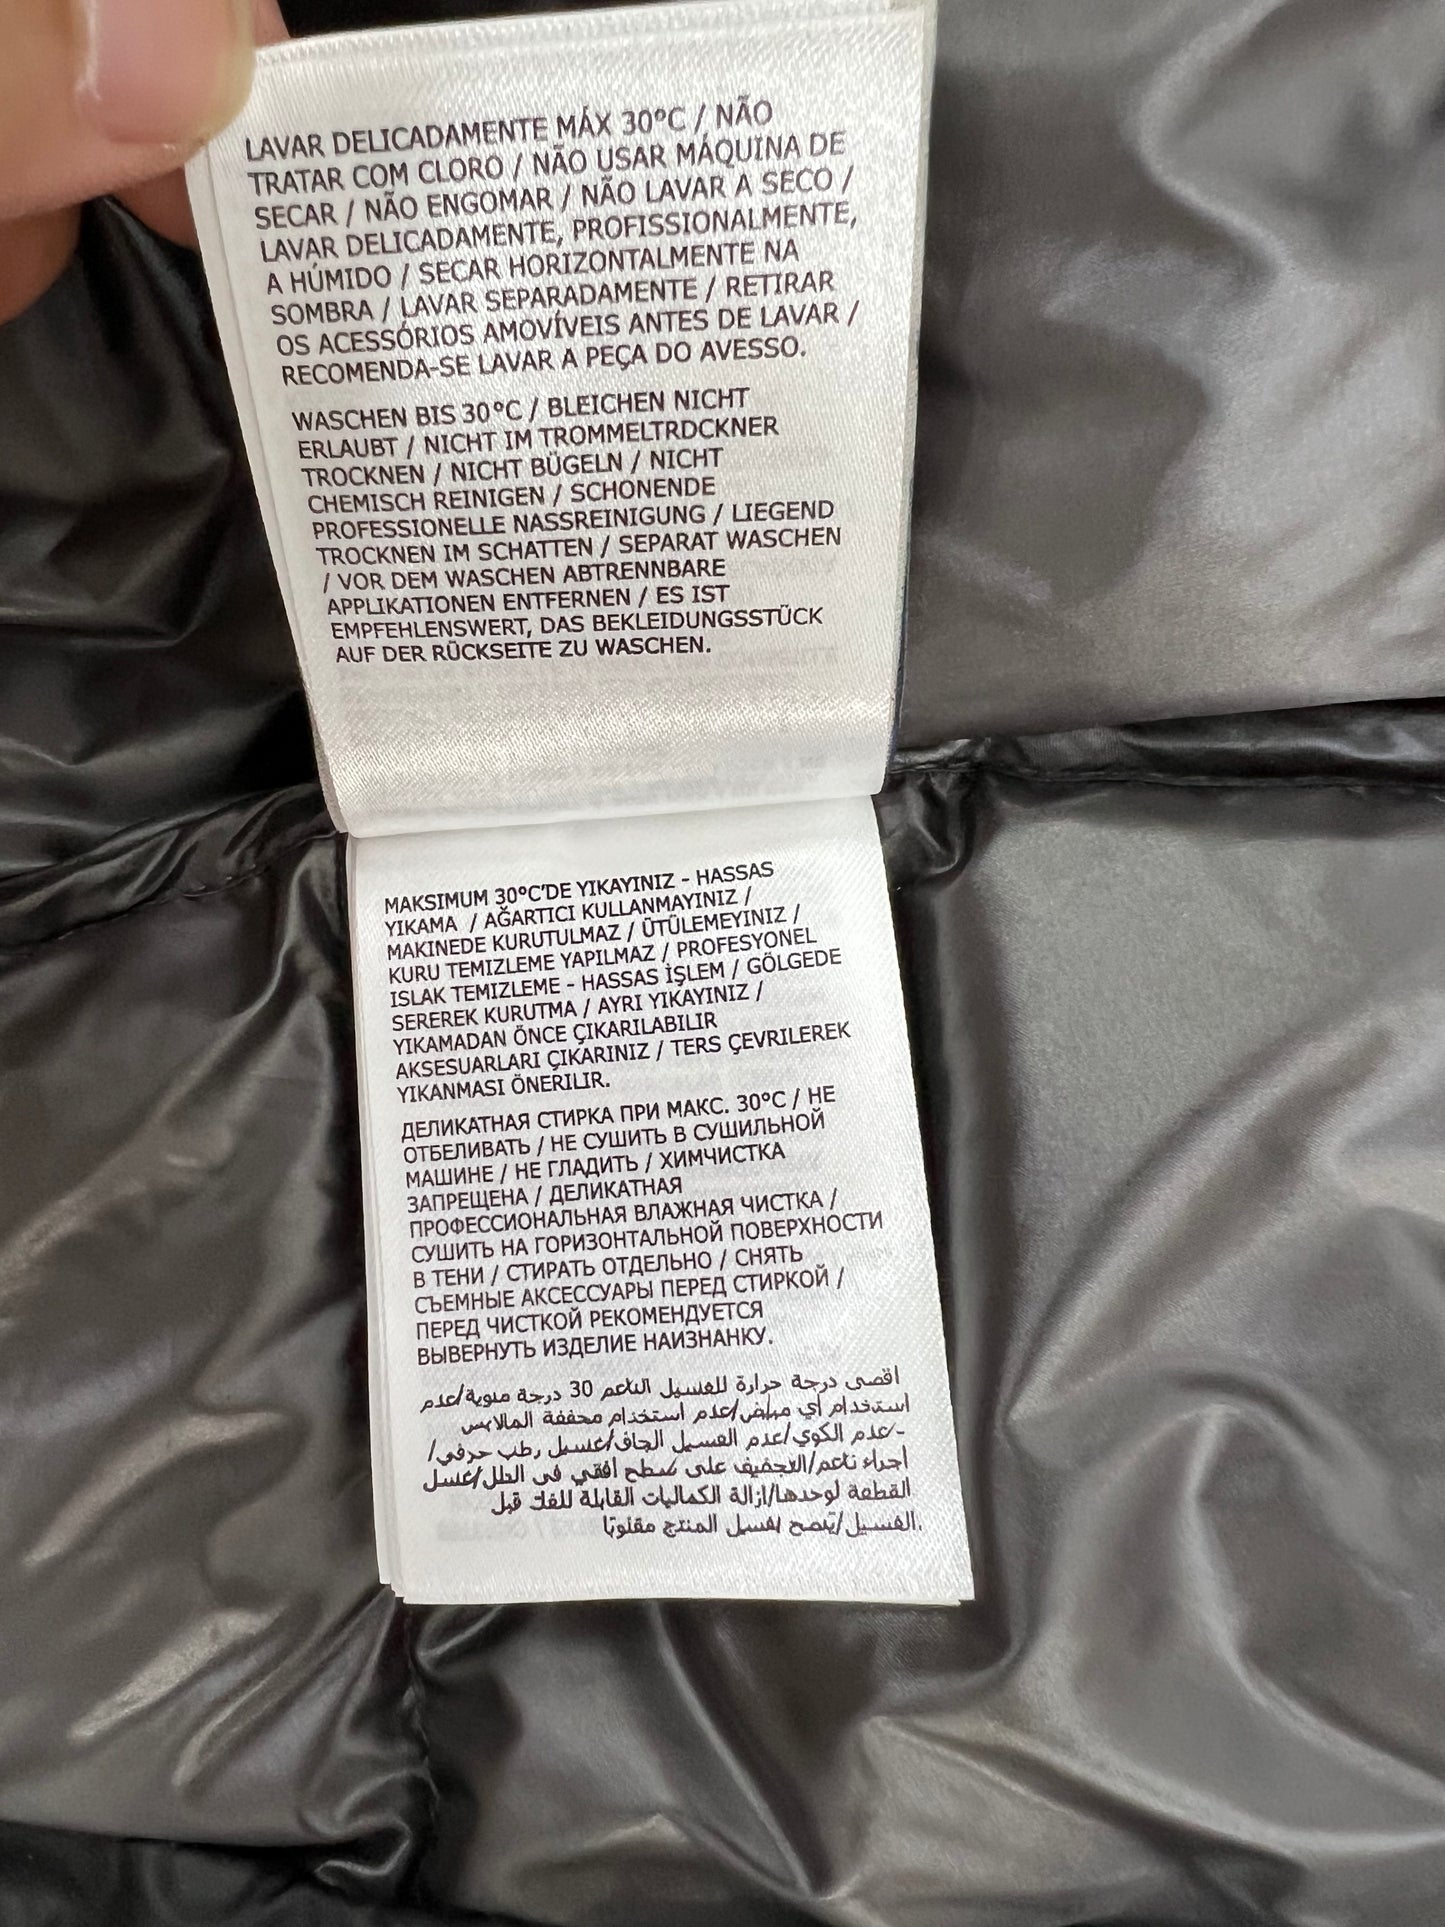 LAVAR DELICADAMENTE MÁX 30°C / NÃO
TRATAR COM CLORO / NÃO USAR MÁQUINA DE
SECAR / NÃO ENGOMAR / NÃO LAVAR A SECO /
LAVAR DELICADAMENTE, PROFISSIONALMENTE,
A HÚMIDO / SECAR HORIZONTALMENTE NA
SOMBRA / LAVAR SEPARADAMENTE / RETIRAR
OS ACESSÓRIOS AMOVÍVEIS ANTES DE LAVAR /
RECOMENDA-SE LAVAR A PEÇA DO AVESSO.
WASCHEN BIS 30°C / BLEICHEN NICHT
ERLAUBT / NICHT IM TROMMELTRDCKNER
TROCKNEN / NICHT BÜGELN / NICHT
CHEMISCH REINIGEN / SCHONENDE
PROFESSIONELLE NASSREINIGUNG / LIEGEND
TROCKNEN IM SCHATTEN / SEPARAT WASCHEN
/ VOR DEM WASCHEN ABTRENNBARE
APPLIKATIONEN ENTFERNEN / ES IST
EMPFEHLENSWERT, DAS BEKLEIDUNGSSTÜCK
AUF DER RÜCKSEITE ZU WASCHEN.
MAKSIMUM 30°C'DE YIKAYINIZ - HASSAS
YIKAMA / AĞARTICI KULLANMAYINIZ /
MAKINEDE KURUTULMAZ / ÜTÜLEMEYINIZ /
KURU TEMIZLEME YAPILMAZ / PROFESYONEL
ISLAK TEMIZLEME - HASSAS İŞLEM / GÖLGEDE
SEREREK KURUTMA / AYRI YIKAYINIZ /
YIKAMADAN ÖNCE ÇIKARILABILIR
AKSESUARLARI ÇIKARINIZ / TERS ÇEVRILEREK
YIKANMASI ÖNERILIR.
ДЕЛИКАТНАЯ СТИРКА ПРИ МАКС. 30°C / НЕ
ОТБЕЛИВАТЬ / НЕ СУШИТЬ В СУШИЛЬНОЙ
МАШИНЕ / НЕ ГЛАДИТЬ / ХИМЧИСТКА
ЗАПРЕЩЕНА / ДЕЛИКАТНАЯ
ПРОФЕССИОНАЛЬНАЯ ВЛАЖНАЯ ЧИСТКА /
СУШИТЬ НА ГОРИЗОНТАЛЬНОЙ ПОВЕРХНОСТИ
В ТЕНИ / СТИРАТЬ ОТДЕЛЬНО / СНЯТЬ
СЪЕМНЫЕ АКСЕССУАРЫ ПЕРЕД СТИРКОЙ /
ПЕРЕД ЧИСТКОЙ РЕКОМЕНДУЕТСЯ
ВЫВЕРНУТЬ ИЗДЕЛИЕ НАИЗНАНКУ.
اقصى درجة حرارة للغسيل الناعم 30 درجة مئوية/عدم
استخدام أي مبيض/عدم استخدام مجففة الملابس
-عدم الكوي/عدم الغسيل الجاف/غسيل رطب حرفي/
اجراء ناعم/التجفيف على سطح افقي في الظل/غسل
القطعة لوحدها/إزالة الكماليات القابلة للفك قبل
الغسيل/يُنصح بغسل المنتج مقلوبًا.